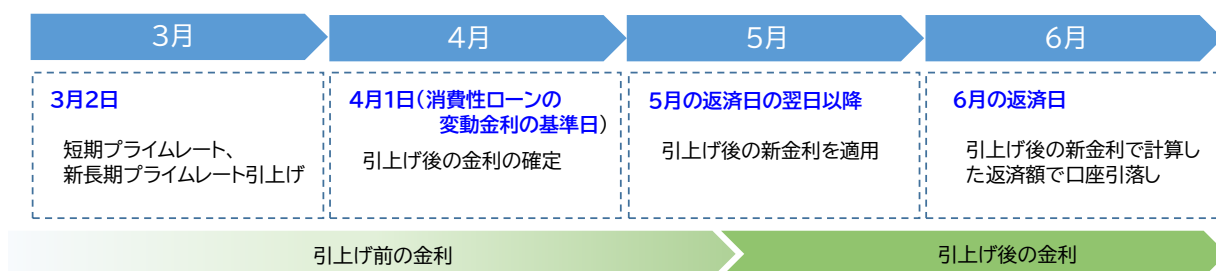 3月
4月
5月
6月
3月2日
短期プライムレート、
新長期プライムレート引上げ
4月1日(消費性ローンの
変動金利の基準日)
引上げ後の金利の確定
5月の返済日の翌日以降
引上げ後の新金利を適用
6月の返済日
引上げ後の新金利で計算し
た返済額で口座引落し
引上げ前の金利
引上げ後の金利